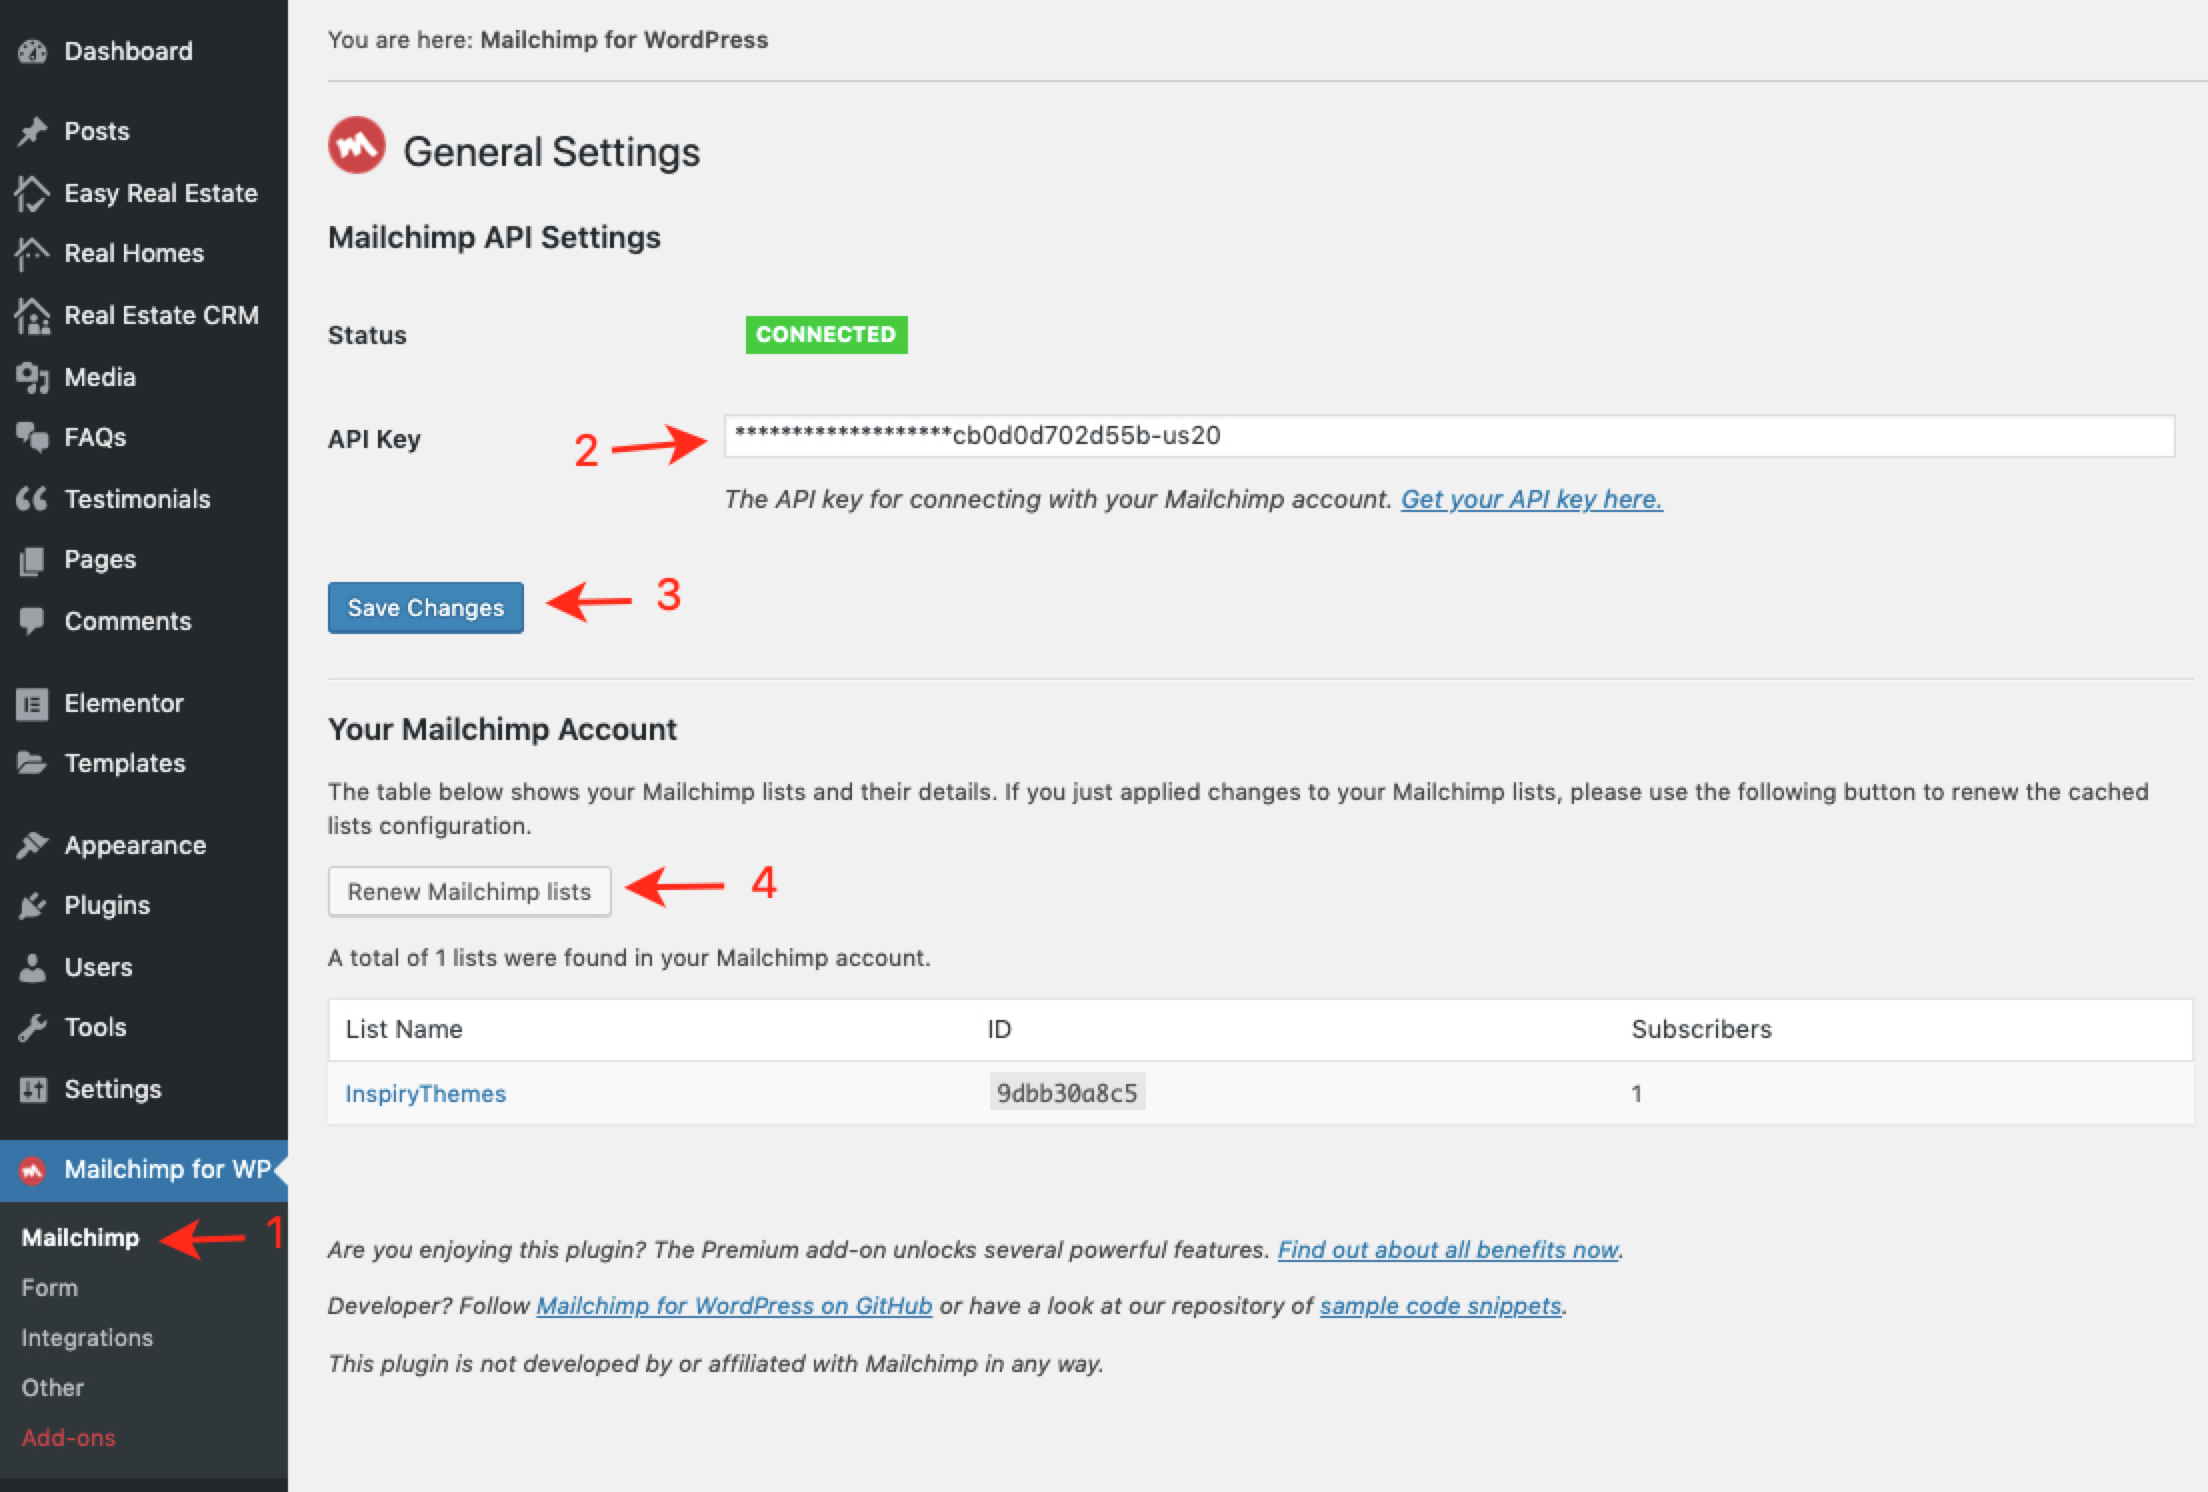 Dashboard
Posts
Easy Real Estate
Real Homes
Real Estate CRM
Media
FAQs
Testimonials
Pages
Comments
Elementor
Templates
Appearance
Plugins
Users
Tools
Settings
Mailchimp for WP
Mailchimp 1
Form
Integrations
Other
Add-ons
You are here: Mailchimp for WordPress
General Settings
Mailchimp API Settings
Status CONNECTED
API Key 2 *******************cb0d0d702d55b-us20
The API key for connecting with your Mailchimp account. Get your API key here.
Save Changes 3
Your Mailchimp Account
The table below shows your Mailchimp lists and their details. If you just applied changes to your Mailchimp lists, please use the following button to renew the cached
lists configuration.
Renew Mailchimp lists 4
A total of 1 lists were found in your Mailchimp account.
List Name ID Subscribers
InspiryThemes 9dbb30a8c5 1
Are you enjoying this plugin? The Premium add-on unlocks several powerful features. Find out about all benefits now.
Developer? Follow Mailchimp for WordPress on GitHub or have a look at our repository of sample code snippets.
This plugin is not developed by or affiliated with Mailchimp in any way.